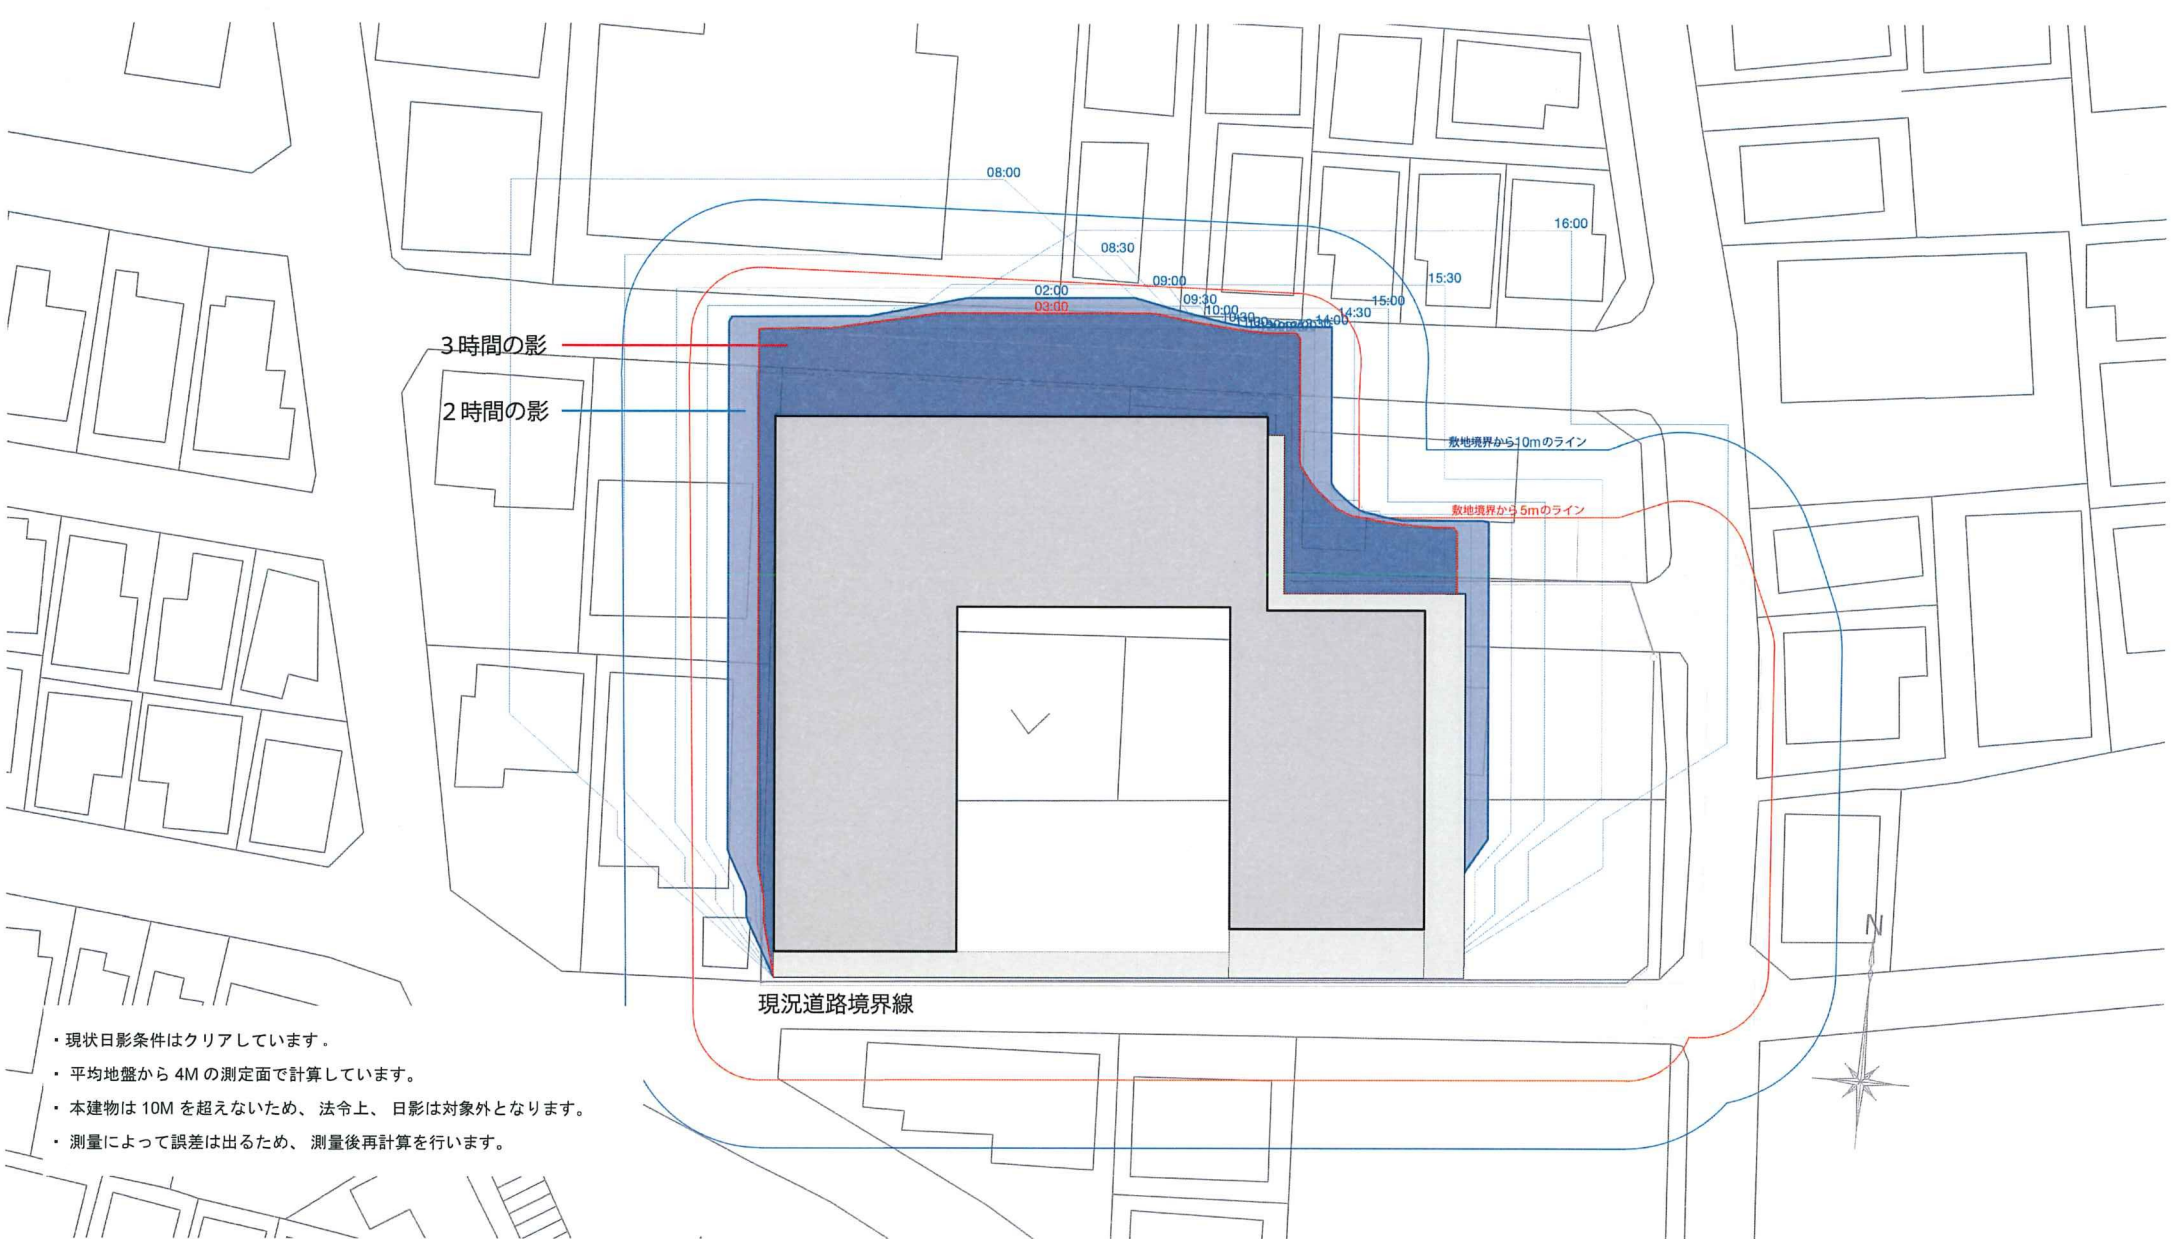 08:00
16:00
08:30
15:30
09:00
02:00
09:30
15:00
03:00
10:00
14:30
10:30
14:00
3時間の影
2時間の影
敷地境界から10mのライン
敷地境界から5mのライン
N
現況道路境界線
・現状日影条件はクリアしています。
・ 平均地盤から 4M の測定面で計算しています。
・ 本建物は 10M を超えないため、 法令上、 日影は対象外となります。
・ 測量によって誤差は出るため、 測量後再計算を行います。